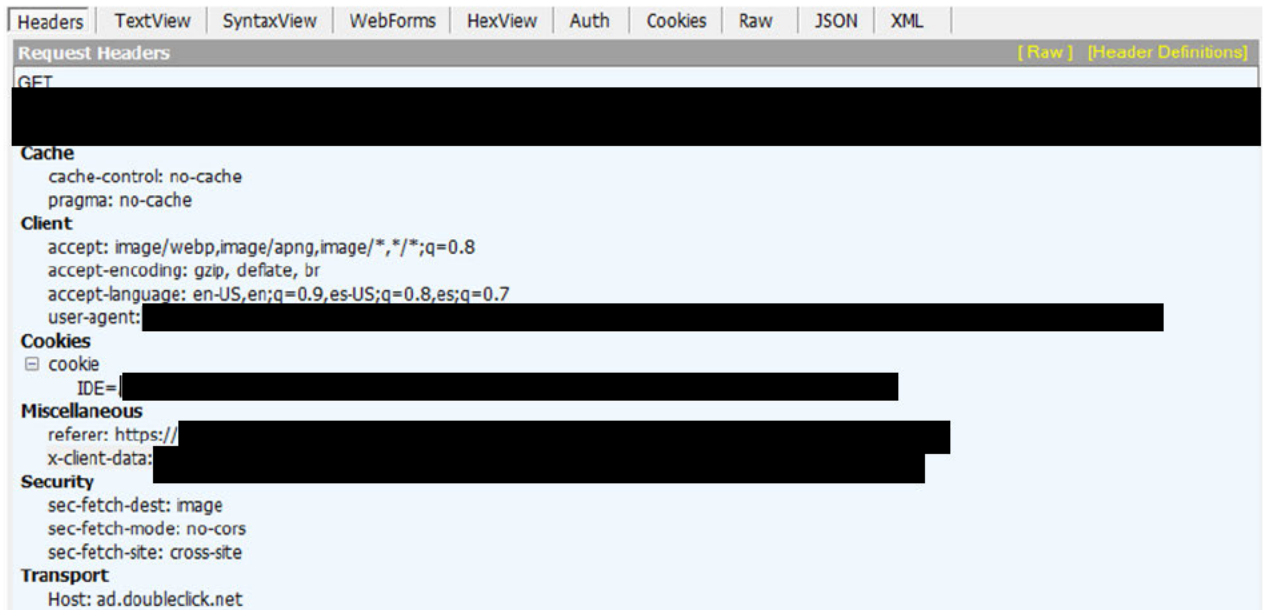 Headers TextView SyntaxView WebForms HexView Auth Cookies Raw JSON XML
Request Headers [ Raw ] [Header Definitions]
GET
Cache
cache-control: no-cache
pragma: no-cache
Client
accept: image/webp,image/apng,image/*,*/*;q=0.8
accept-encoding: gzip, deflate, br
accept-language: en-US,en;q=0.9,es-US;q=0.8,es;q=0.7
user-agent:
Cookies
cookie
IDE=
Miscellaneous
referer: https://
x-client-data:
Security
sec-fetch-dest: image
sec-fetch-mode: no-cors
sec-fetch-site: cross-site
Transport
Host: ad.doubleclick.net